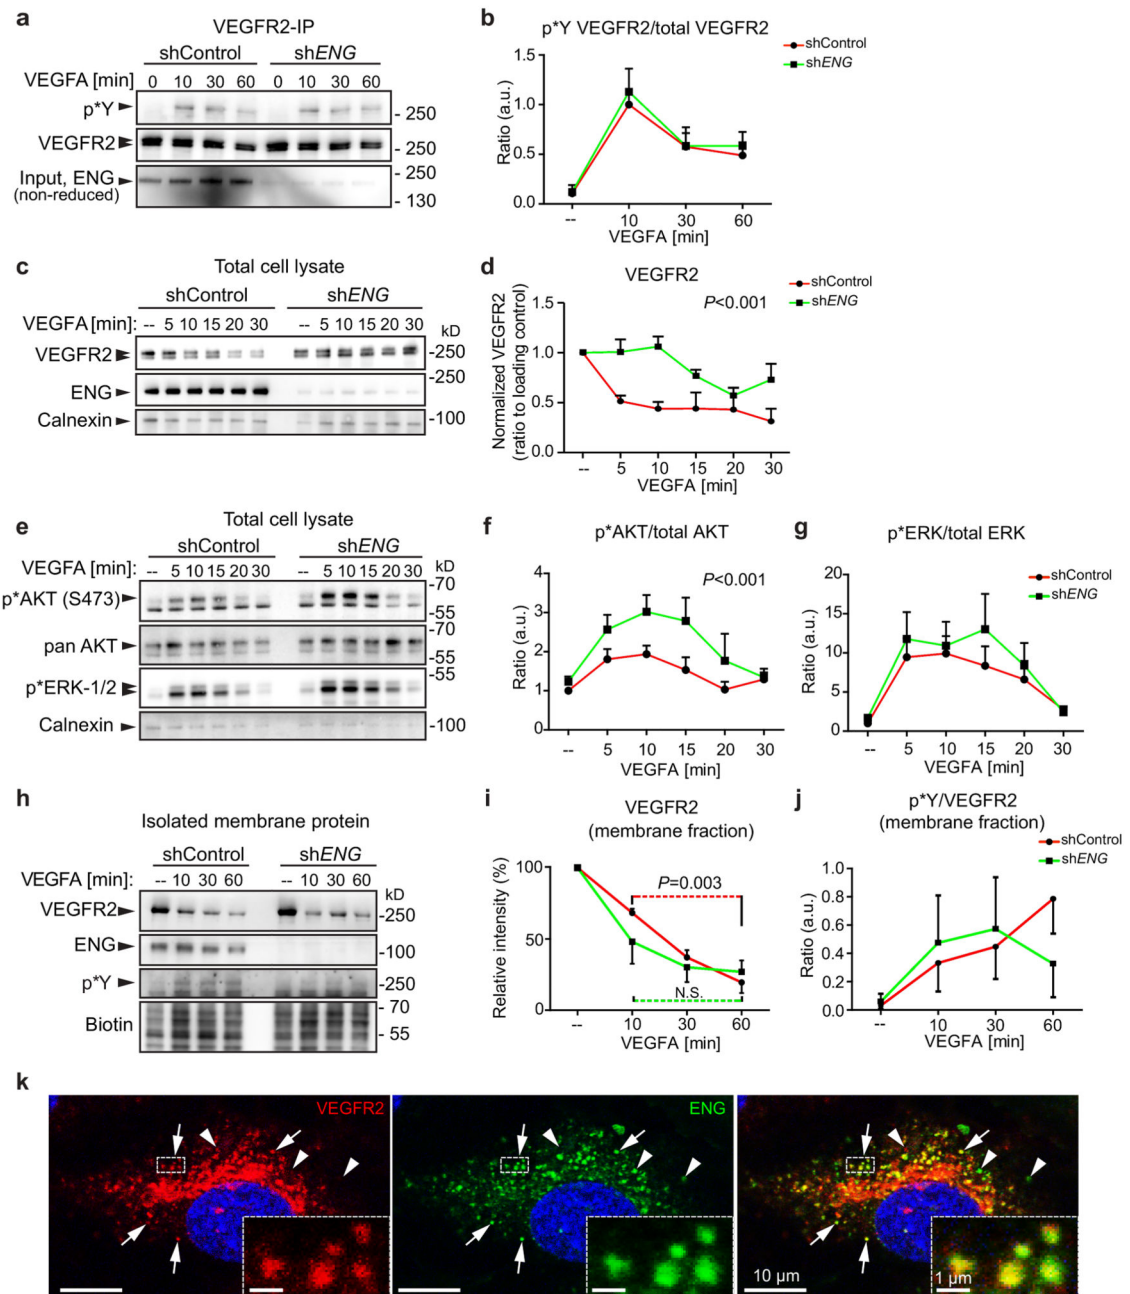 a
VEGFR2-IP
shControl shENG
VEGFA [min] 0 10 30 60 0 10 30 60
p*Y
- 250
VEGFR2
- 250
Input, ENG
(non-reduced)
- 250
- 130
b
p*Y VEGFR2/total VEGFR2
shControl
shENG
Ratio (a.u.)
1.5
1.0
0.5
0.0
-- 10 30 60
VEGFA [min]
c
Total cell lysate
shControl shENG
VEGFA [min]: -- 5 10 15 20 30 -- 5 10 15 20 30 kD
VEGFR2
-250
ENG
-250
Calnexin
-100
d
VEGFR2
shControl
shENG
P<0.001
Normalized VEGFR2
(ratio to loading control)
1.5
1.0
0.5
0.0
-- 5 10 15 20 30
VEGFA [min]
e
Total cell lysate
shControl shENG
VEGFA [min]: -- 5 10 15 20 30 -- 5 10 15 20 30 kD
p*AKT (S473)
-70
-55
pan AKT
-70
-55
p*ERK-1/2
-55
Calnexin
-100
f
p*AKT/total AKT
P<0.001
Ratio (a.u.)
4
3
2
1
0
-- 5 10 15 20 30
VEGFA [min]
g
p*ERK/total ERK
shControl
shENG
Ratio (a.u.)
20
15
10
5
0
-- 5 10 15 20 30
VEGFA [min]
h
Isolated membrane protein
shControl shENG
VEGFA [min]: -- 10 30 60 -- 10 30 60 kD
VEGFR2
-250
ENG
-100
p*Y
-250
Biotin
- 70
- 55
i
VEGFR2
(membrane fraction)
P=0.003
N.S.
Relative intensity (%)
100
50
0
-- 10 30 60
VEGFA [min]
j
p*Y/VEGFR2
(membrane fraction)
shControl
shENG
Ratio (a.u.)
1.0
0.8
0.6
0.4
0.2
0.0
-- 10 30 60
VEGFA [min]
k
VEGFR2
ENG
10 µm
1 µm